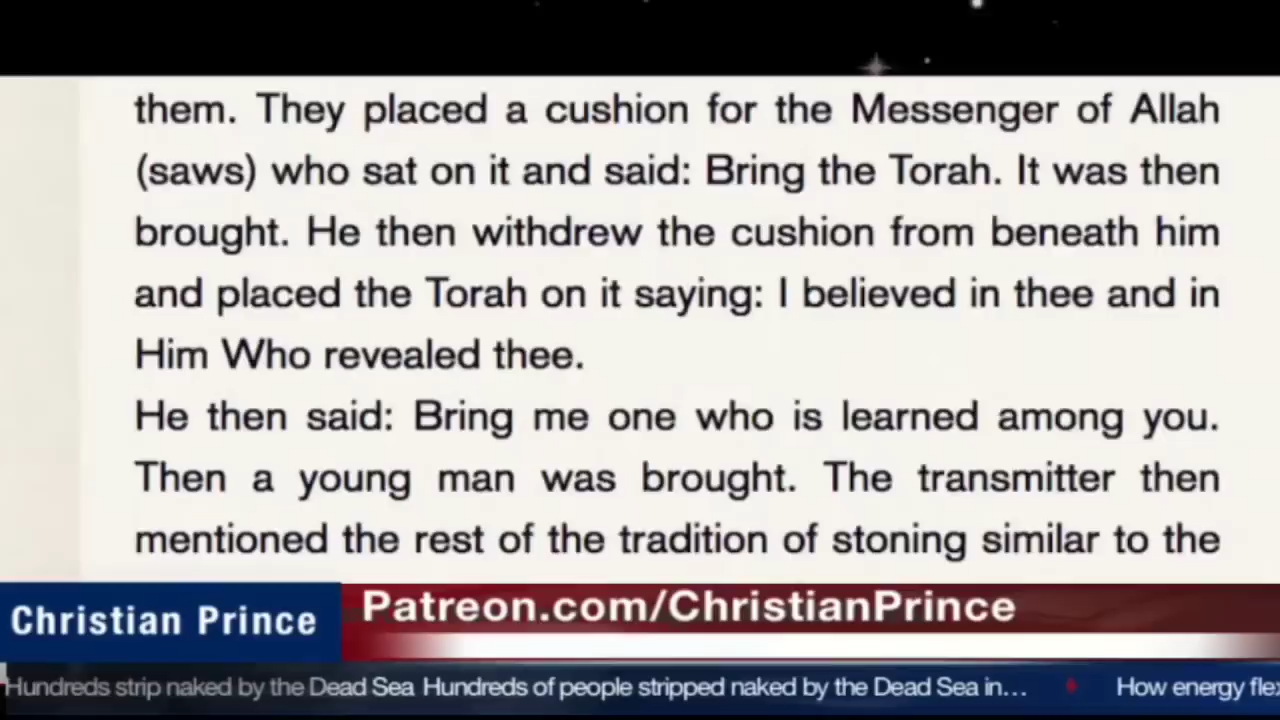 them. They placed a cushion for the Messenger of Allah
(saws) who sat on it and said: Bring the Torah. It was then
brought. He then withdrew the cushion from beneath him
and placed the Torah on it saying: I believed in thee and in
Him Who revealed thee.
He then said: Bring me one who is learned among you.
Then a young man was brought. The transmitter then
mentioned the rest of the tradition of stoning similar to the
Christian Prince
Patreon.com/ChristianPrince
Hundreds strip naked by the Dead Sea Hundreds of people stripped naked by the Dead Sea in... How energy